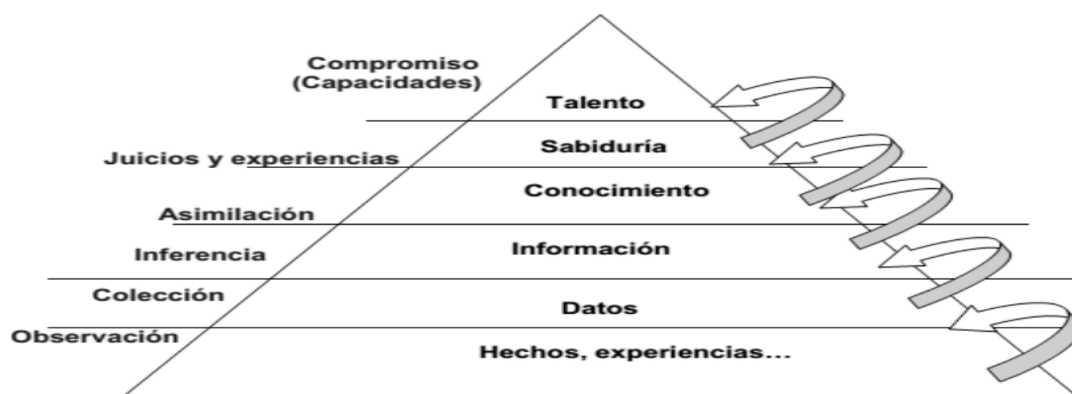 Compromiso
(Capacidades)
Talento
Sabiduría
Juicios y experiencias
Conocimiento
Asimilación
Información
Inferencia
Colección
Datos
Observación
Hechos, experiencias...